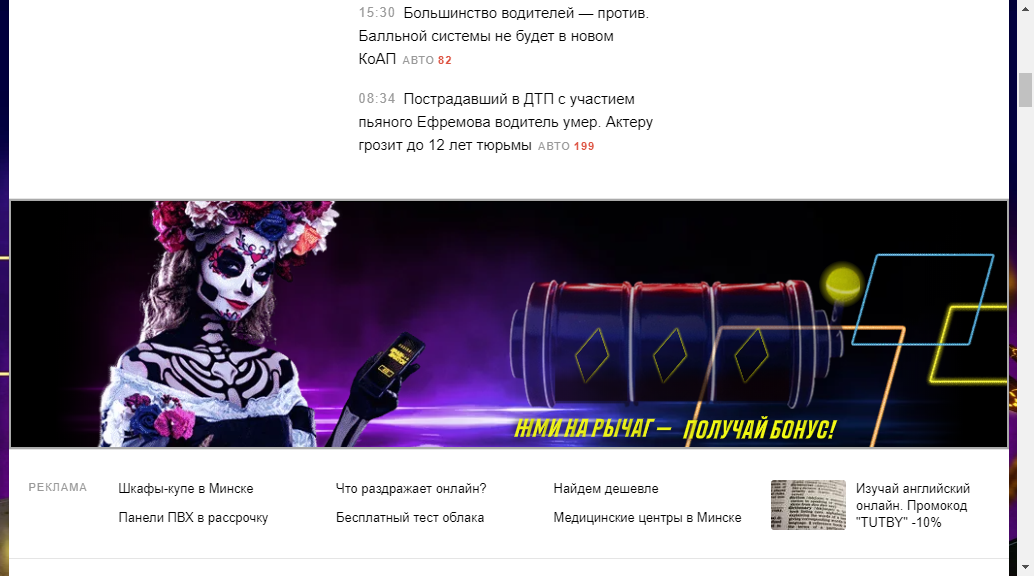 15:30 Большинство водителей — против.
Балльной системы не будет в новом
КоАП АВТО 82
08:34 Пострадавший в ДТП с участием
пьяного Ефремова водитель умер. Актеру
грозит до 12 лет тюрьмы АВТО 199
ЖМИ НА РЫЧАГ — ПОЛУЧАЙ БОНУС!
РЕКЛАМА
Шкафы-купе в Минске
Панели ПВХ в рассрочку
Что раздражает онлайн?
Бесплатный тест облака
Найдем дешевле
Медицинские центры в Минске
Изучай английский
онлайн. Промокод
"TUTBY" -10%